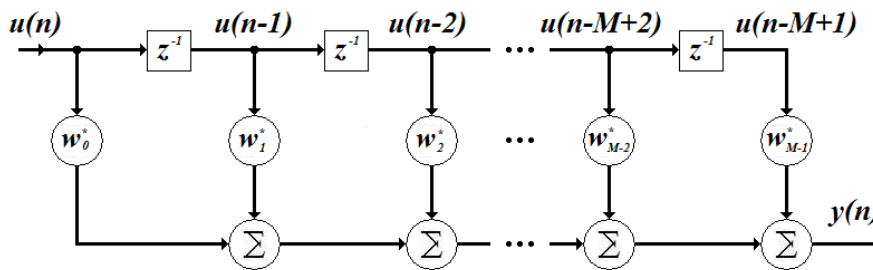 u(n) u(n-1) u(n-2) ... u(n-M+2) u(n-M+1)
z⁻¹ z⁻¹ z⁻¹
w*₀ w*₁ w*₂ ... w*M-2 w*M-1
y(n)
Σ Σ ... Σ Σ